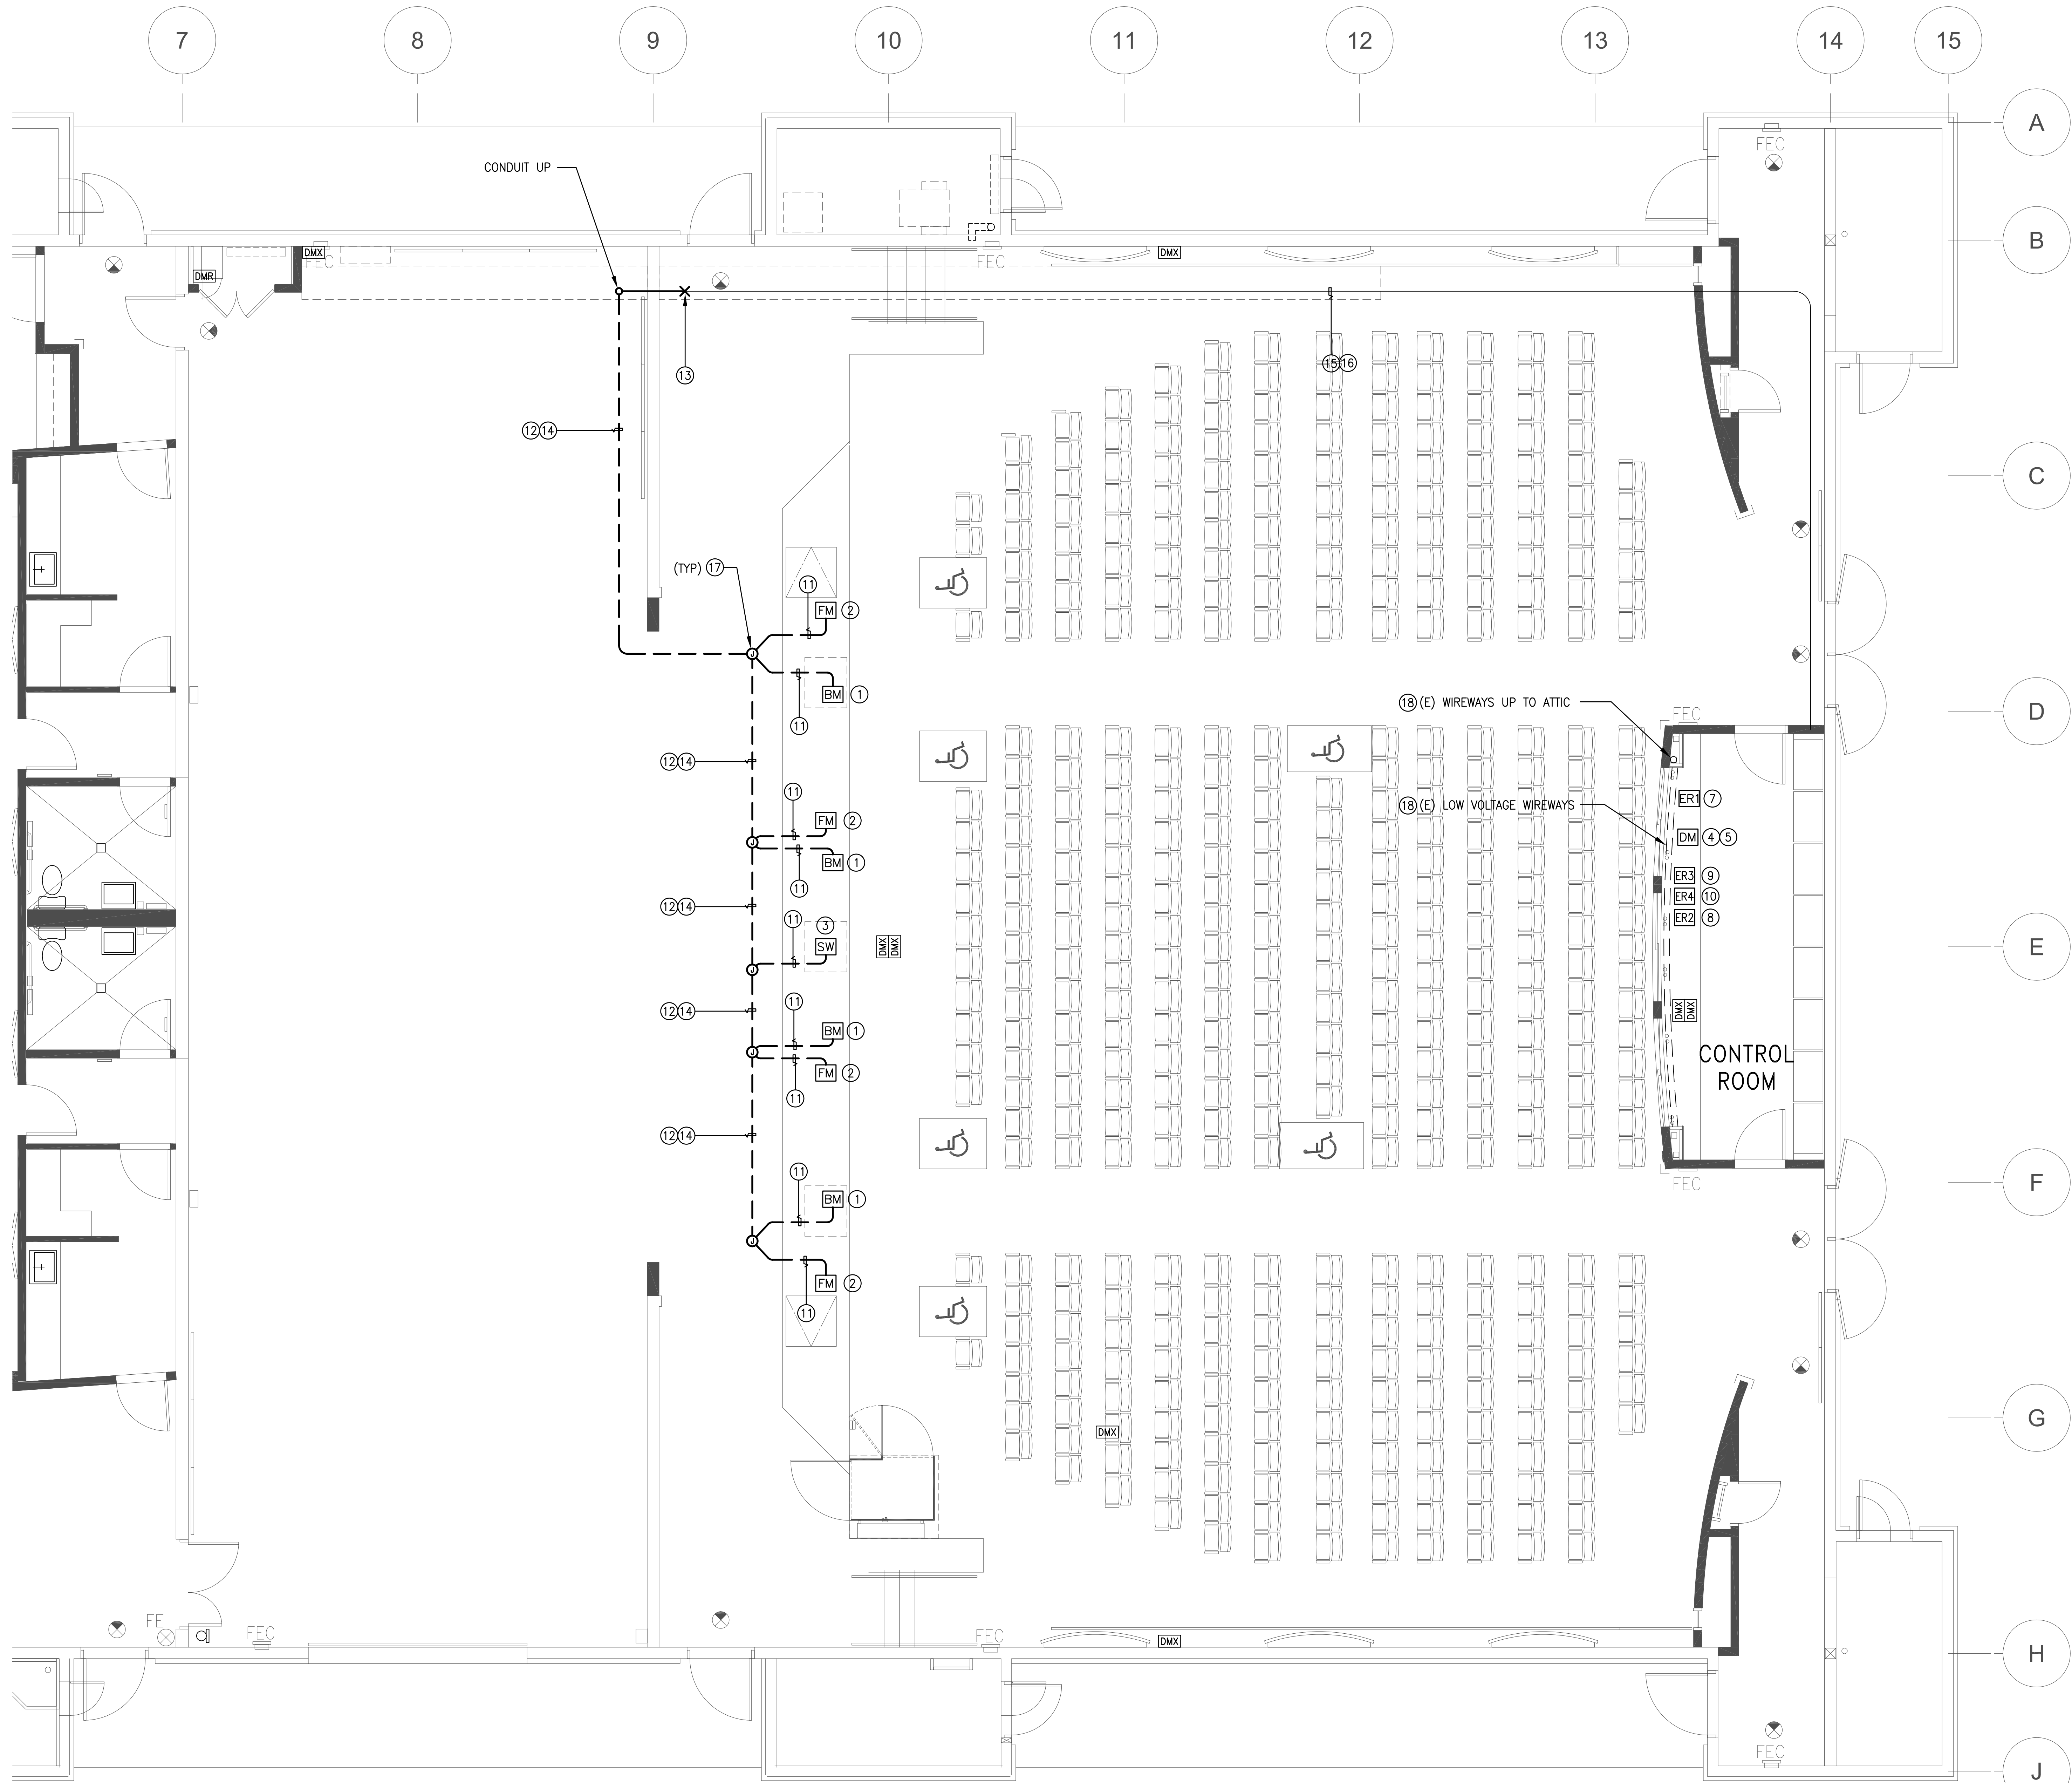 7 8 9 10 11 12 13 14 15
A
FEC
CONDUIT UP
B
DMX
FEC
DMR
FEC
DMX
13
15 16
12 14
C
(TYP) 17
11
FM 2
BM 1
11
18 (E) WIREWAYS UP TO ATTIC
FEC
D
12 14
11
FM 2
BM 1
11
18 (E) LOW VOLTAGE WIREWAYS
ER1 7
DM 4 5
ER3 9
ER4 10
ER2 8
12 14
11
3
SW
DMX
DMX
E
12 14
11
BM 1
FM 2
11
DMX
DMX
CONTROL
ROOM
12 14
11
BM 1
FM 2
11
FEC
F
DMX
G
FE
FEC
FEC
DMX
H
FEC
J
J
J
J
J
J